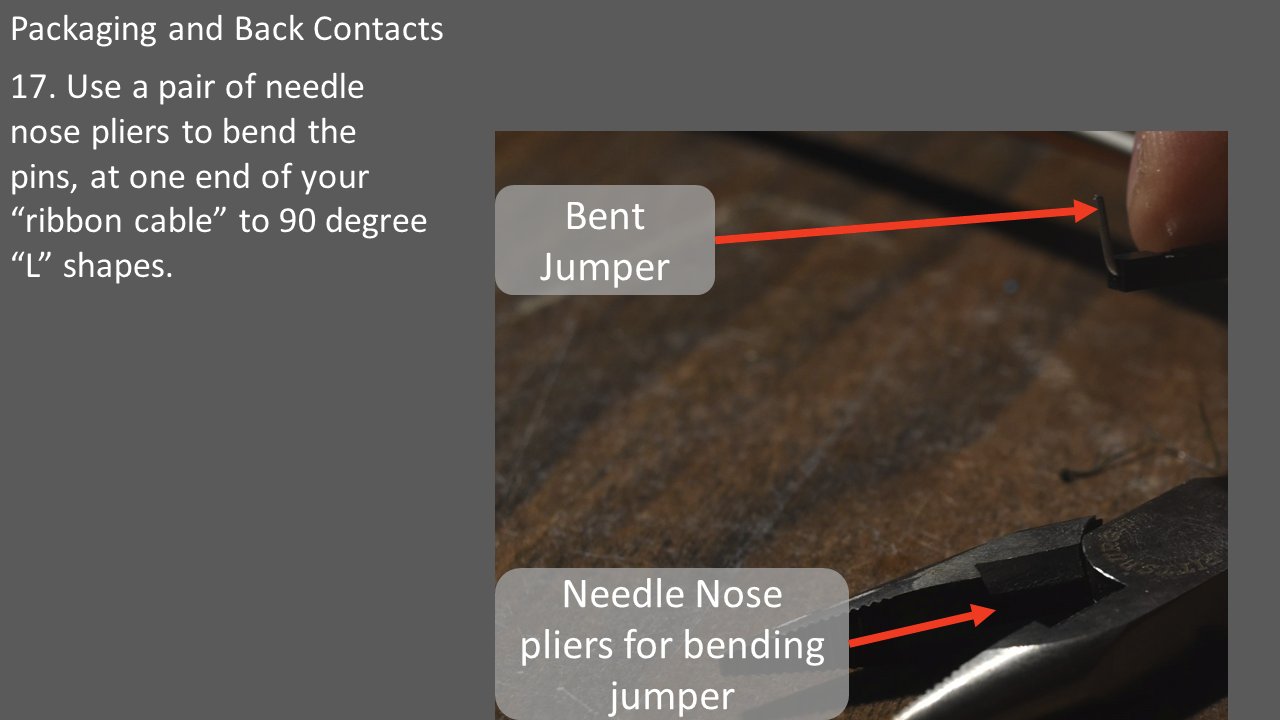 Packaging and Back Contacts
17. Use a pair of needle
nose pliers to bend the
pins, at one end of your
“ribbon cable” to 90 degree
“L” shapes.
Bent
Jumper
Needle Nose
pliers for bending
jumper